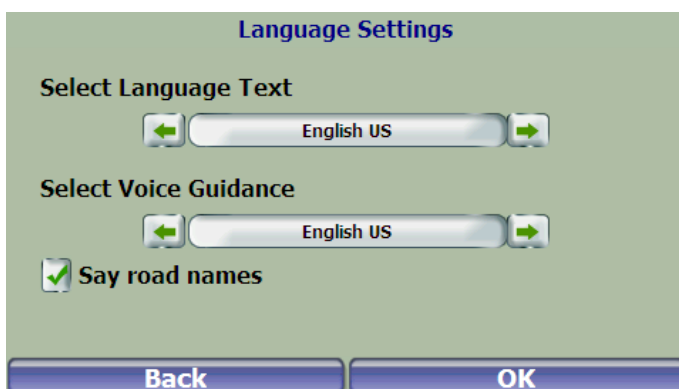 Language Settings
Select Language Text
English US
Select Voice Guidance
English US
Say road names
Back OK